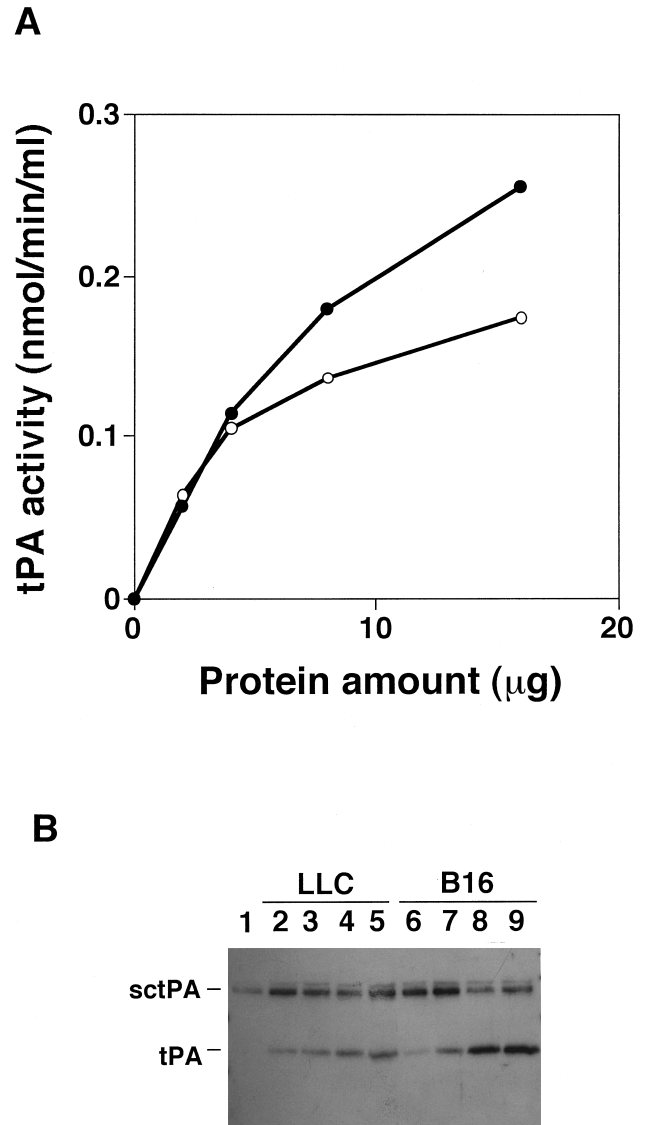 A
tPA activity (nmol/min/ml)
0.3
0.2
0.1
0
0 10 20
Protein amount (μg)
B
LLC B16
1 2 3 4 5 6 7 8 9
sctPA
tPA